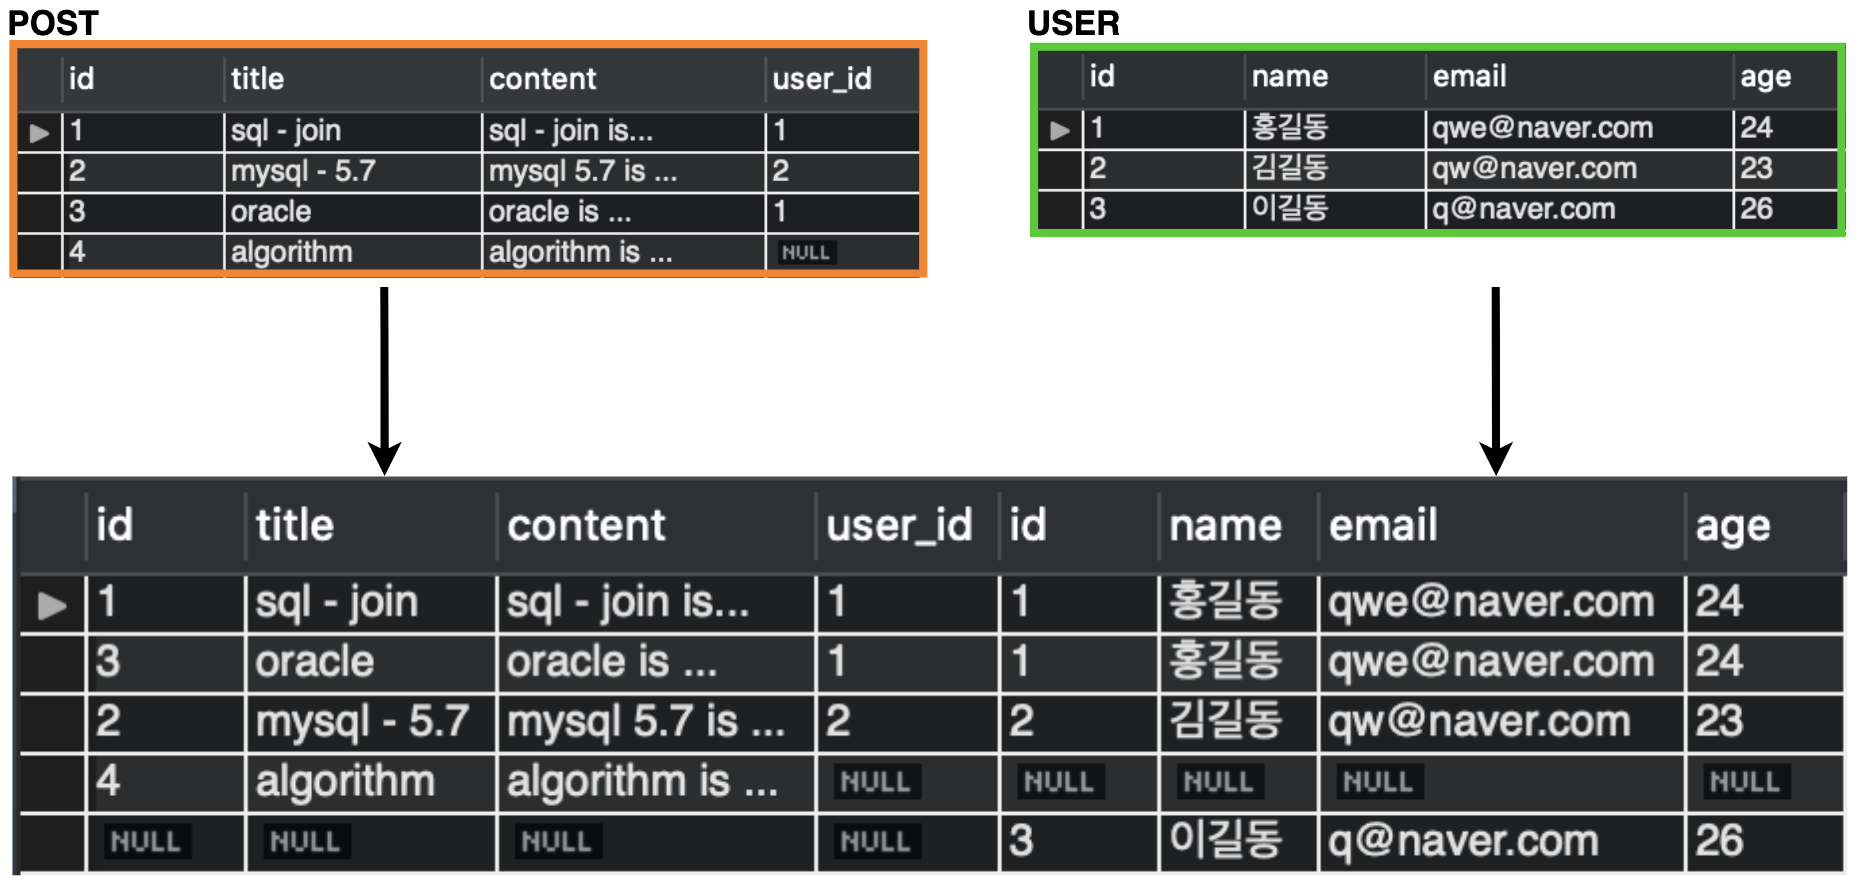 POST
id title content user_id
1 sql - join sql - join is... 1
2 mysql - 5.7 mysql 5.7 is ... 2
3 oracle oracle is ... 1
4 algorithm algorithm is ... NULL
USER
id name email age
1 홍길동 qwe@naver.com 24
2 김길동 qw@naver.com 23
3 이길동 q@naver.com 26
id title content user_id id name email age
1 sql - join sql - join is... 1 1 홍길동 qwe@naver.com 24
3 oracle oracle is ... 1 1 홍길동 qwe@naver.com 24
2 mysql - 5.7 mysql 5.7 is ... 2 2 김길동 qw@naver.com 23
4 algorithm algorithm is ... NULL NULL NULL NULL NULL
NULL NULL NULL NULL 3 이길동 q@naver.com 26